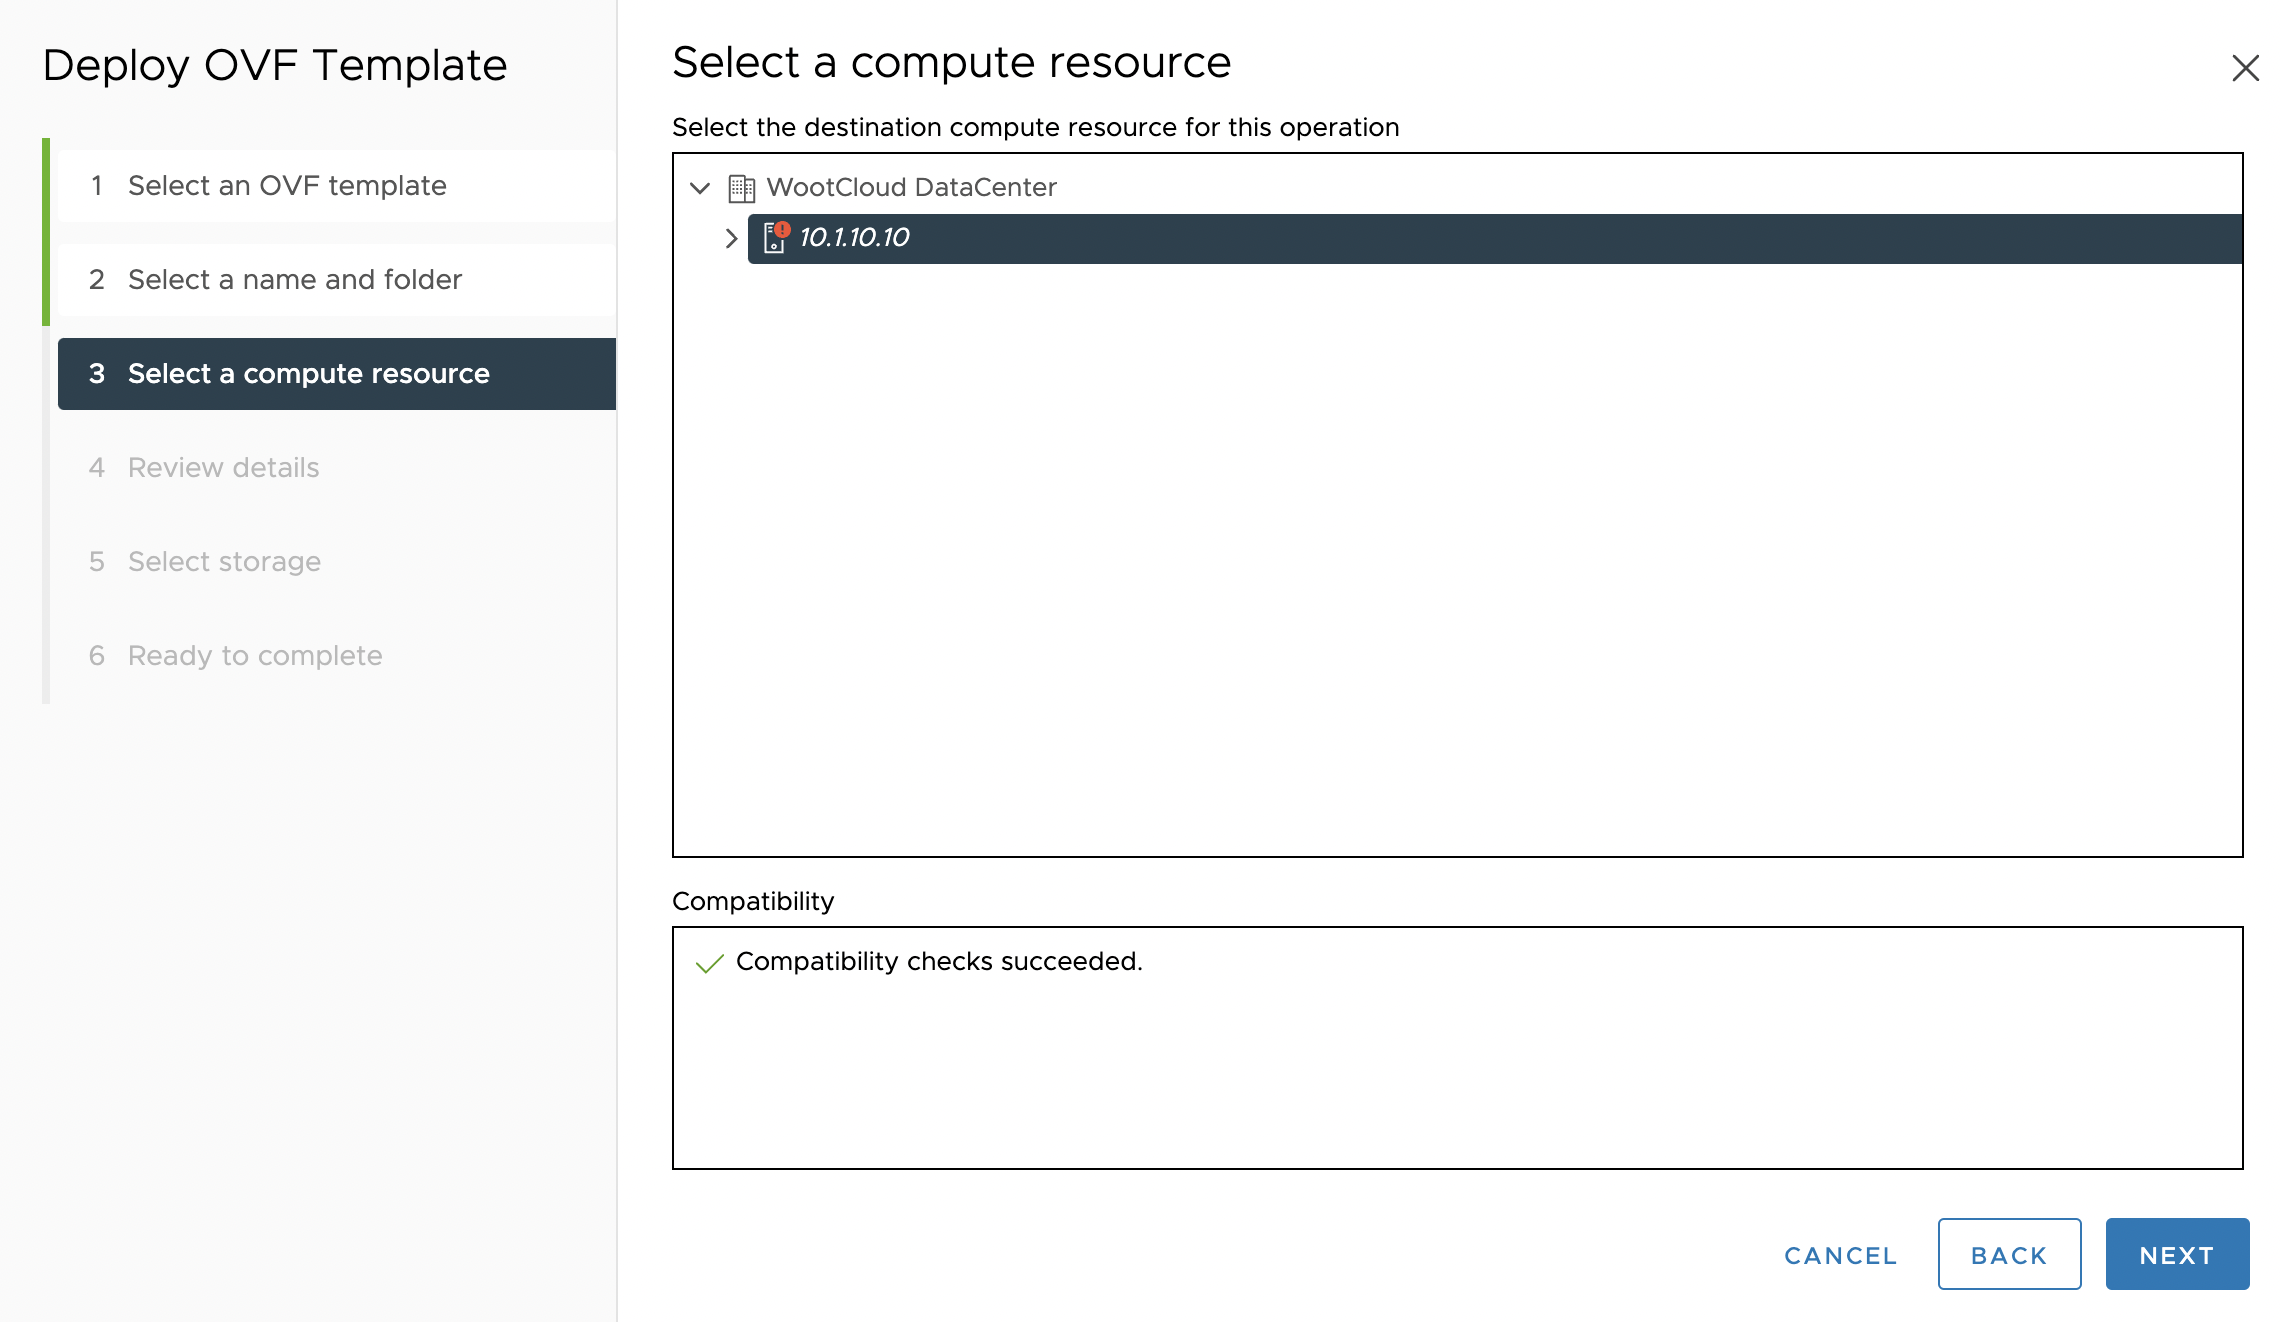 Deploy OVF Template
1 Select an OVF template
2 Select a name and folder
3 Select a compute resource
4 Review details
5 Select storage
6 Ready to complete
Select a compute resource
Select the destination compute resource for this operation
WootCloud DataCenter
10.1.10.10
Compatibility
Compatibility checks succeeded.
CANCEL
BACK
NEXT